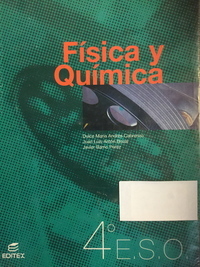 Física y
Química
Dulce María Andrés Cabrerizo
Juan Luis Antón Bozal
Javier Barrio Pérez
4º E.S.O.
EDITEX